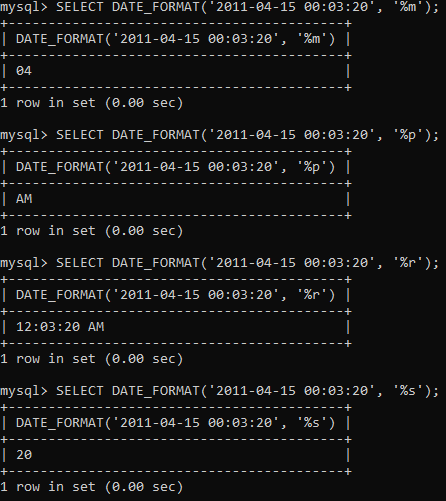 mysql> SELECT DATE_FORMAT('2011-04-15 00:03:20', '%m');
+------------------------------------------+
| DATE_FORMAT('2011-04-15 00:03:20', '%m') |
+------------------------------------------+
| 04                                       |
+------------------------------------------+
1 row in set (0.00 sec)
mysql> SELECT DATE_FORMAT('2011-04-15 00:03:20', '%p');
+------------------------------------------+
| DATE_FORMAT('2011-04-15 00:03:20', '%p') |
+------------------------------------------+
| AM                                       |
+------------------------------------------+
1 row in set (0.00 sec)
mysql> SELECT DATE_FORMAT('2011-04-15 00:03:20', '%r');
+------------------------------------------+
| DATE_FORMAT('2011-04-15 00:03:20', '%r') |
+------------------------------------------+
| 12:03:20 AM                              |
+------------------------------------------+
1 row in set (0.00 sec)
mysql> SELECT DATE_FORMAT('2011-04-15 00:03:20', '%s');
+------------------------------------------+
| DATE_FORMAT('2011-04-15 00:03:20', '%s') |
+------------------------------------------+
| 20                                       |
+------------------------------------------+
1 row in set (0.00 sec)